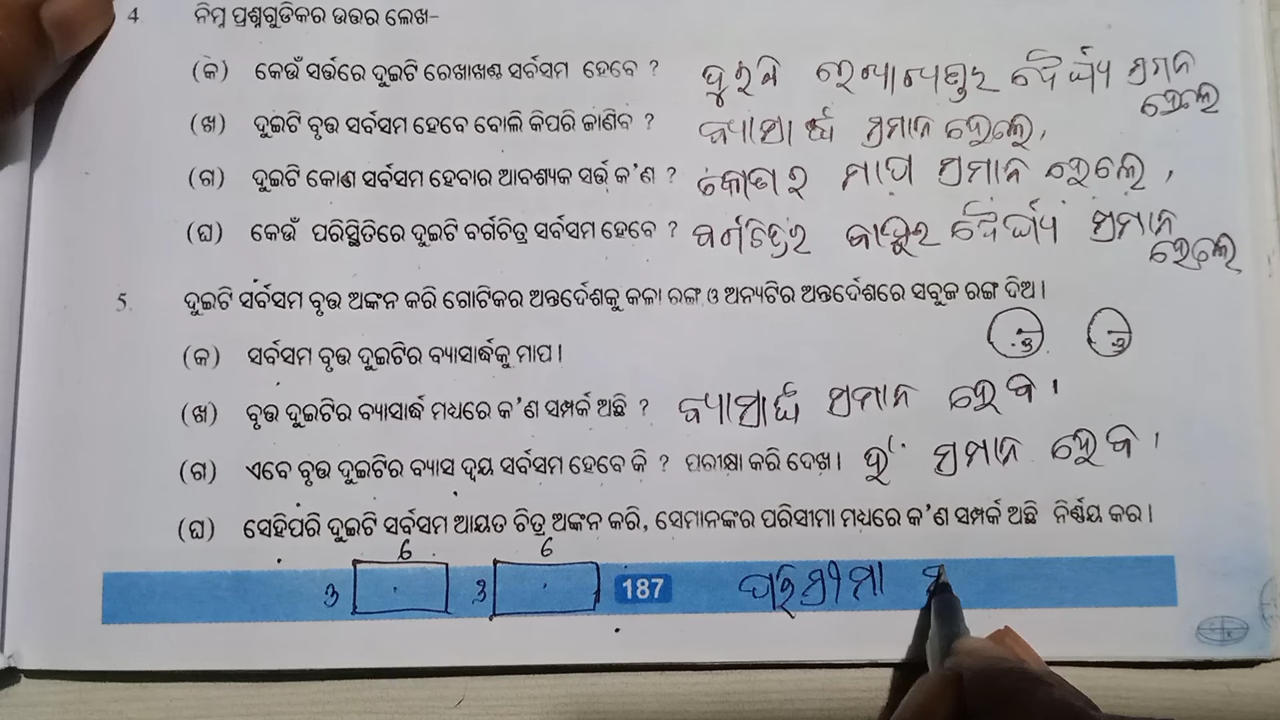 4. ନିମ୍ନ ପ୍ରଶ୍ନଗୁଡିକର ଉତ୍ତର ଲେଖ-
(କ) କେଉଁ ସର୍ତ୍ତରେ ଦୁଇଟି ରେଖାଖଣ୍ଡ ସର୍ବସମ ହେବେ ? ଦୁଇଟି ରେଖାଖଣ୍ଡର ଦୈର୍ଘ୍ୟ ସମାନ
ହେଲେ
(ଖ) ଦୁଇଟି ବୃତ୍ତ ସର୍ବସମ ହେବେ ବୋଲି କିପରି ଜାଣିବ ? ବ୍ୟାସାର୍ଦ୍ଧ ସମାନ ହେଲେ,
(ଗ) ଦୁଇଟି କୋଣ ସର୍ବସମ ହେବାର ଆବଶ୍ୟକ ସର୍ତ୍ତ କ'ଣ ? କୋଣର ମାପ ସମାନ ହେଲେ,
(ଘ) କେଉଁ ପରିସ୍ଥିତିରେ ଦୁଇଟି ବର୍ଗଚିତ୍ର ସର୍ବସମ ହେବେ ? ବର୍ଗଚିତ୍ରର ବାହୁର ଦୈର୍ଘ୍ୟ ସମାନ
ହେଲେ
5. ଦୁଇଟି ସର୍ବସମ ବୃତ୍ତ ଅଙ୍କନ କରି ଗୋଟିକର ଅନ୍ତର୍ଦେଶକୁ କଳା ରଙ୍ଗ ଓ ଅନ୍ୟଟିର ଅନ୍ତର୍ଦେଶରେ ସବୁଜ ରଙ୍ଗ ଦିଅ।
(କ) ସର୍ବସମ ବୃତ୍ତ ଦୁଇଟିର ବ୍ୟାସାର୍ଦ୍ଧକୁ ମାପ। 3 3
(ଖ) ବୃତ୍ତ ଦୁଇଟିର ବ୍ୟାସାର୍ଦ୍ଧ ମଧ୍ୟରେ କ'ଣ ସମ୍ପର୍କ ଅଛି ? ବ୍ୟାସାର୍ଦ୍ଧ ସମାନ ହେବ।
(ଗ) ଏବେ ବୃତ୍ତ ଦୁଇଟିର ବ୍ୟାସ ଦ୍ୱୟ ସର୍ବସମ ହେବେ କି ? ପରୀକ୍ଷା କରି ଦେଖ। ହଁ ସମାନ ହେବ।
(ଘ) ସେହିପରି ଦୁଇଟି ସର୍ବସମ ଆୟତ ଚିତ୍ର ଅଙ୍କନ କରି, ସେମାନଙ୍କର ପରିସୀମା ମଧ୍ୟରେ କ'ଣ ସମ୍ପର୍କ ଅଛି ନିର୍ଣ୍ଣୟ କର।
6 6
3 3 187 ପରିସୀମା